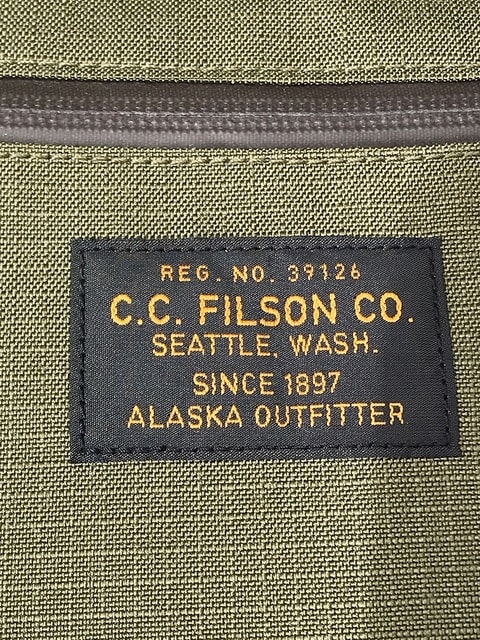 REG. NO. 39126
C.C. FILSON CO.
SEATTLE, WASH.
SINCE 1897
ALASKA OUTFITTER